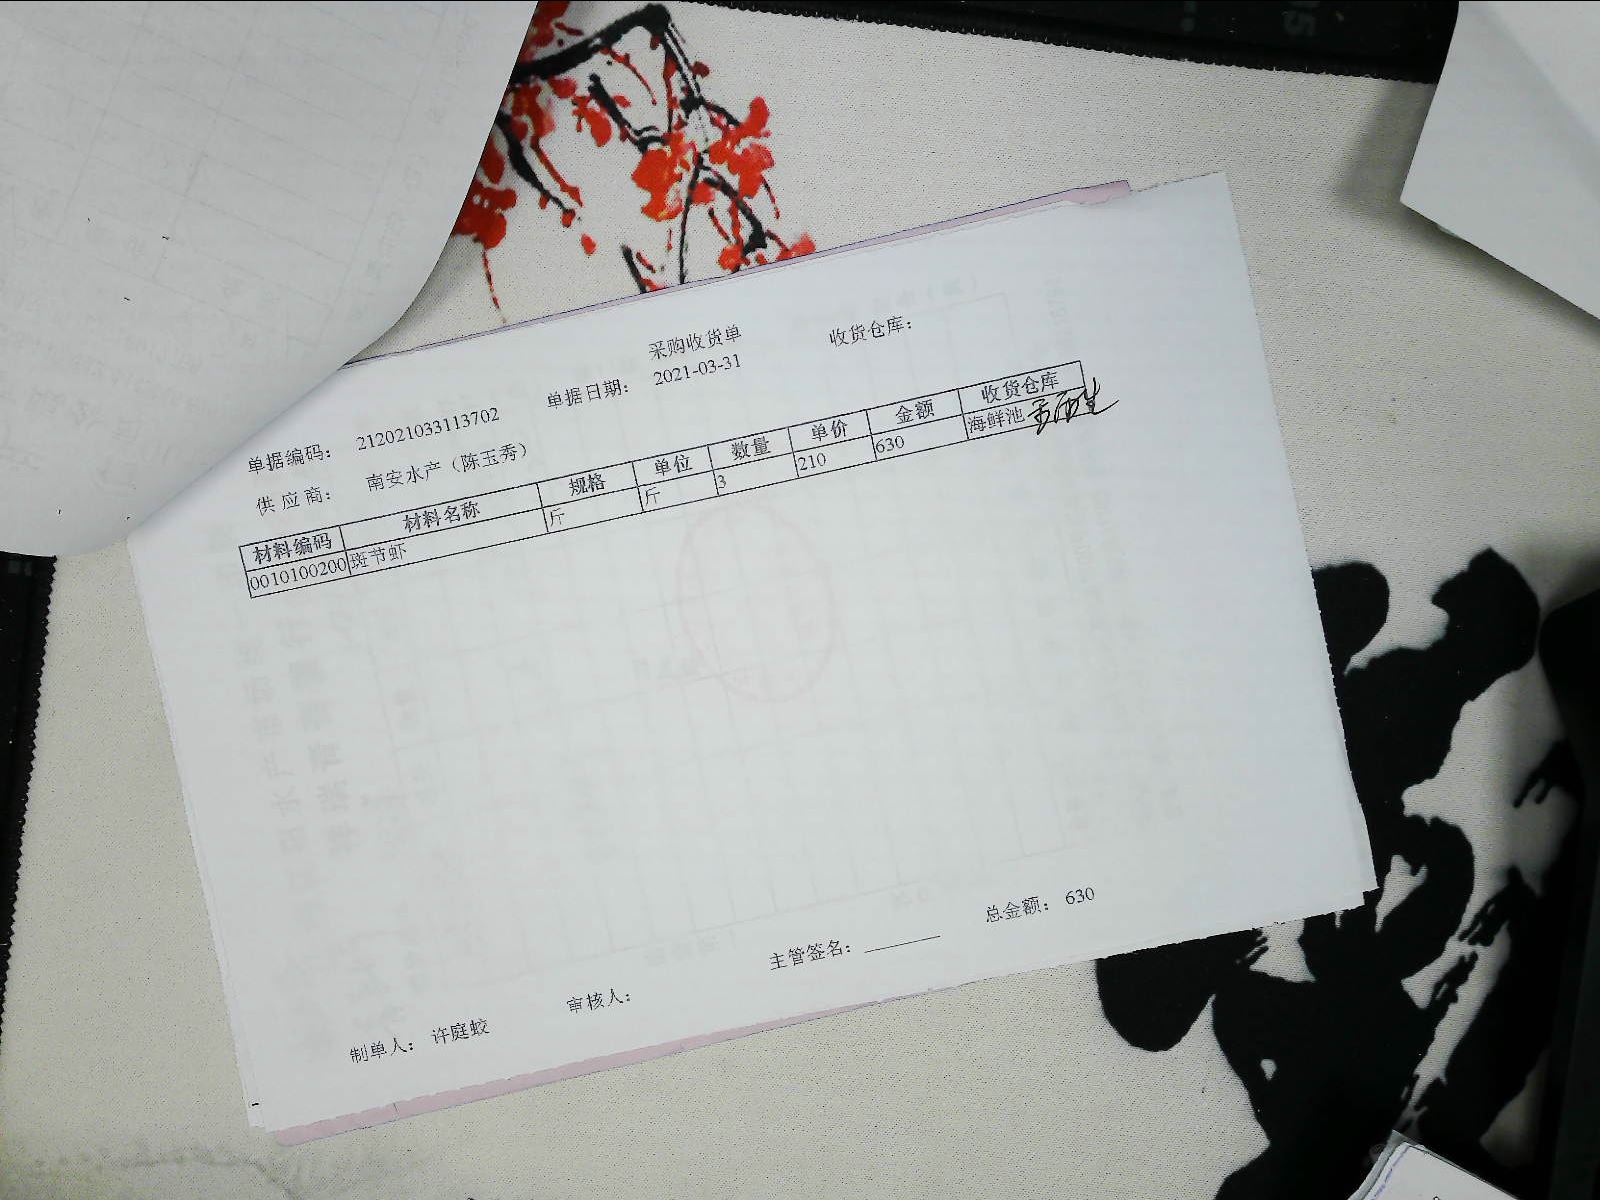 采购收货单
单据编码： 212021033113702 单据日期： 2021-03-31 收货仓库：
供应商： 南安水产（陈玉秀）
材料编码 材料名称 规格 单位 数量 单价 金额 收货仓库
0010100200 斑节虾 斤 斤 3 210 630 海鲜池
总金额： 630
制单人： 许庭蛟 审核人： 主管签名：